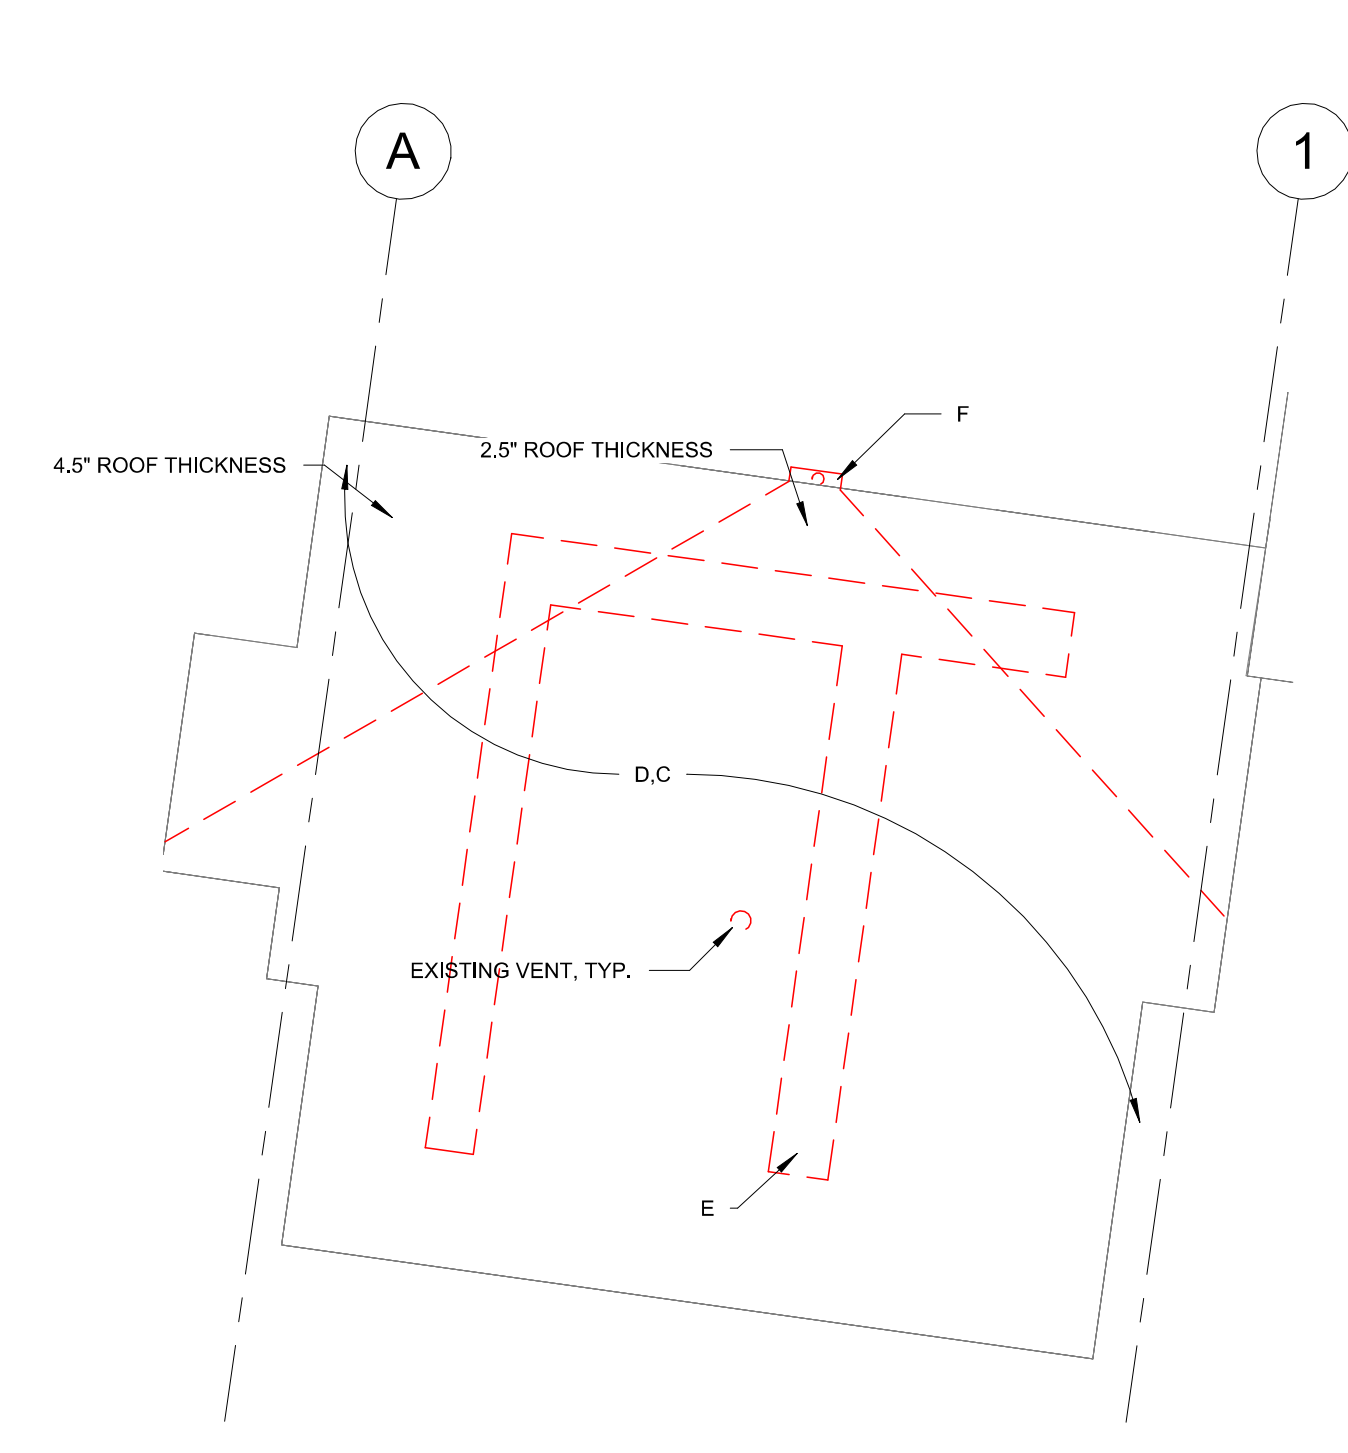 A
1
F
2.5" ROOF THICKNESS
4.5" ROOF THICKNESS
D,C
EXISTING VENT, TYP.
E